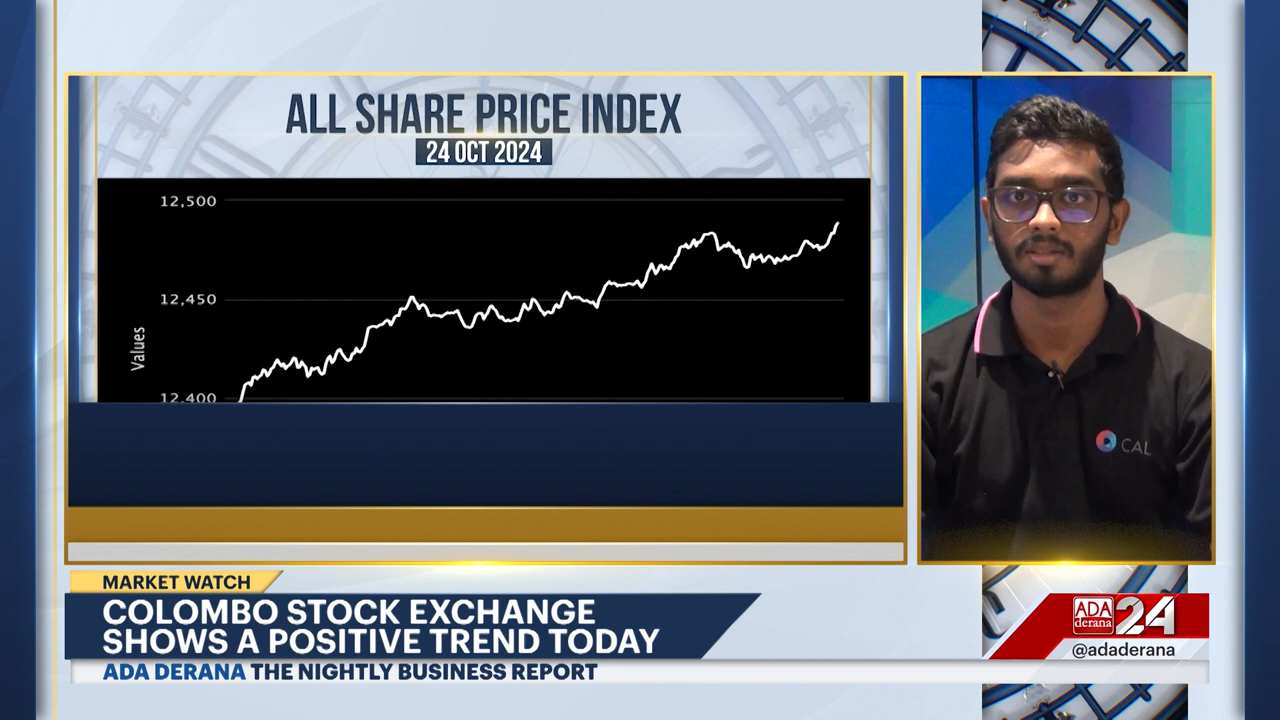 ALL SHARE PRICE INDEX
24 OCT 2024
12,500
12,450
Values
12,400
CAL
MARKET WATCH
COLOMBO STOCK EXCHANGE
SHOWS A POSITIVE TREND TODAY
ADA DERANA THE NIGHTLY BUSINESS REPORT
ADA
derana
24
@adaderana